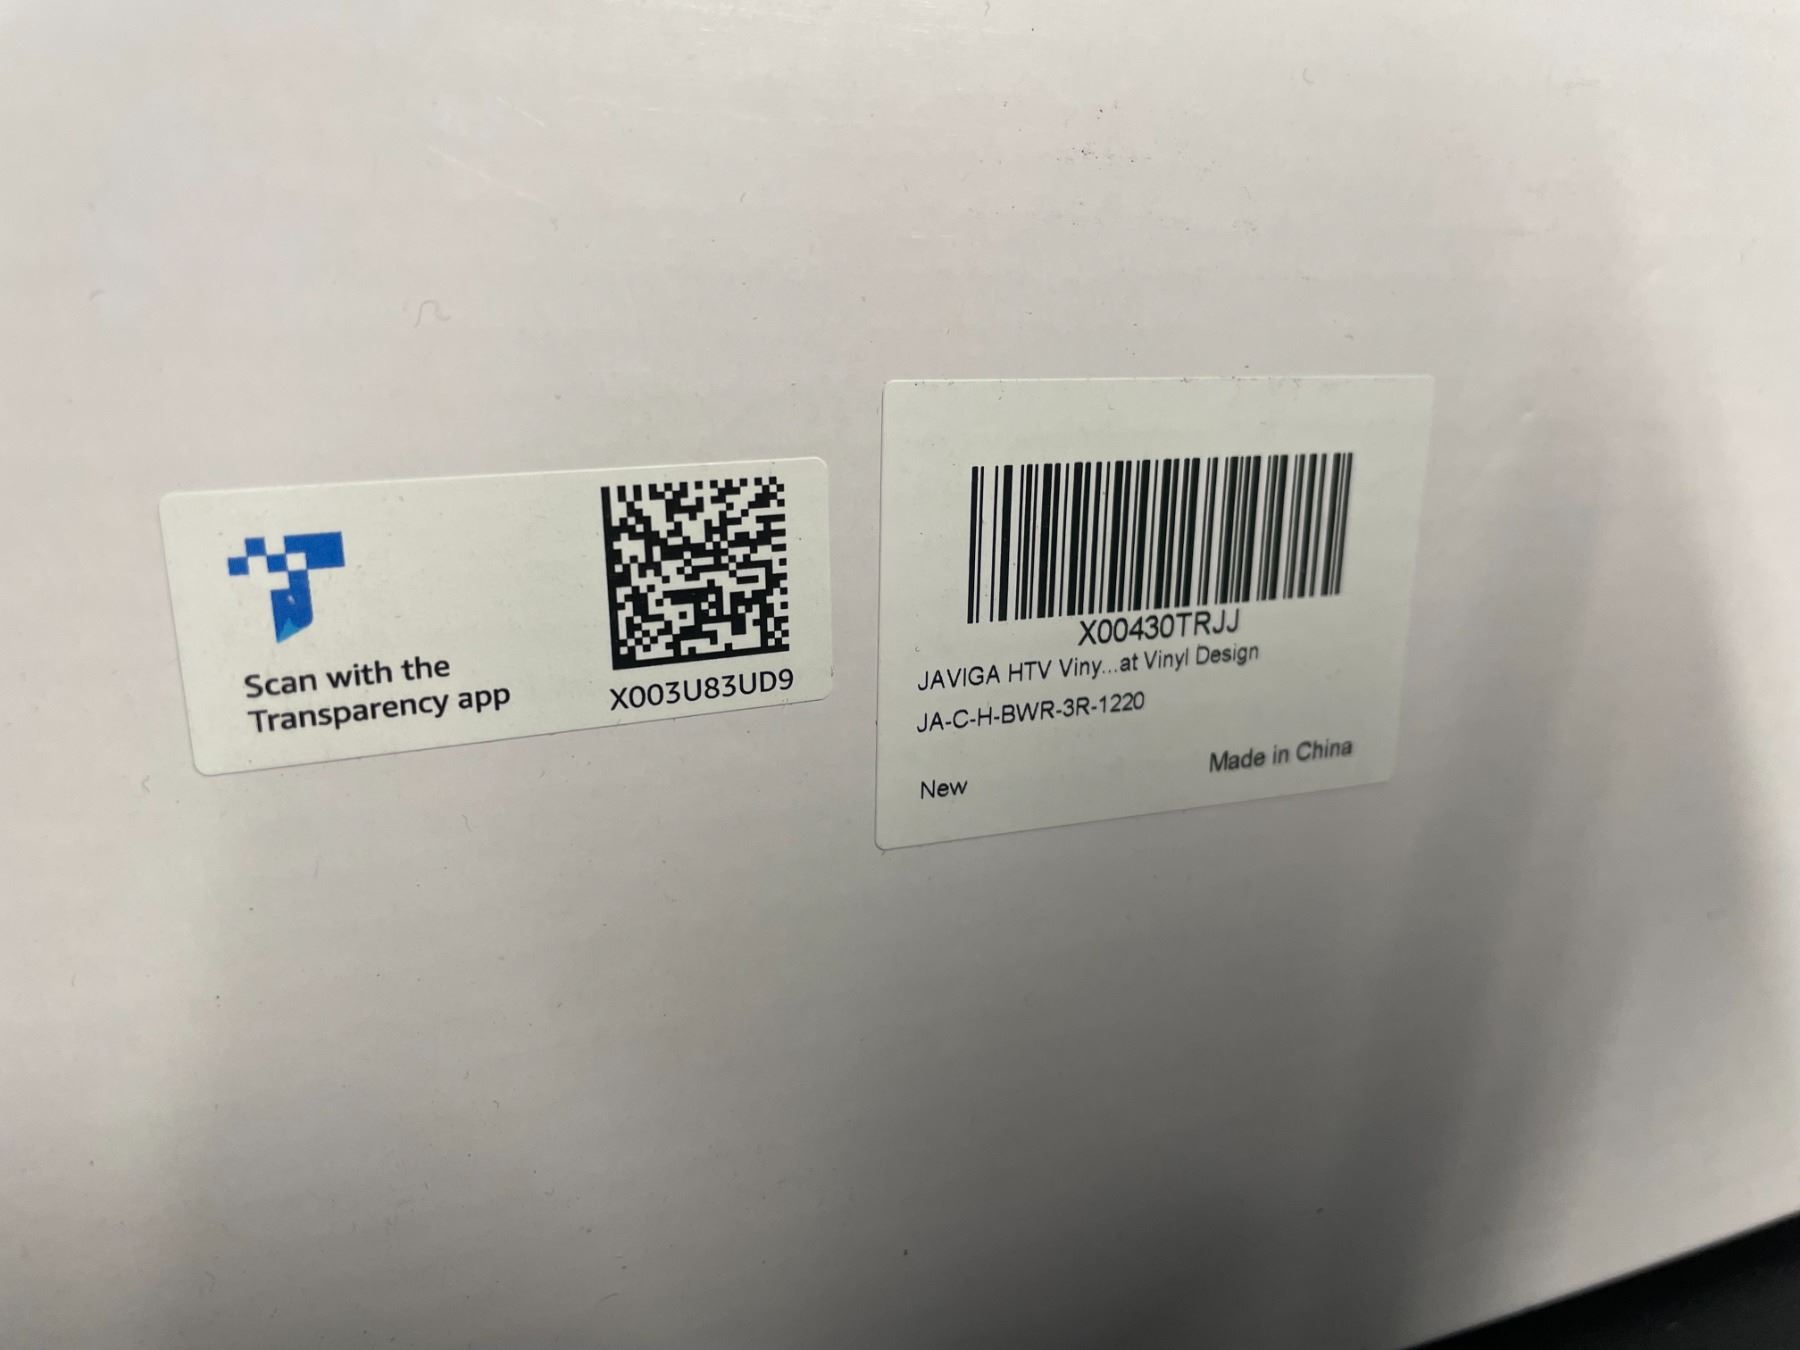 Scan with the
Transparency app
X003U83UD9
X00430TRJJ
JAVIGA HTV Viny...at Vinyl Design
JA-C-H-BWR-3R-1220
New
Made in China